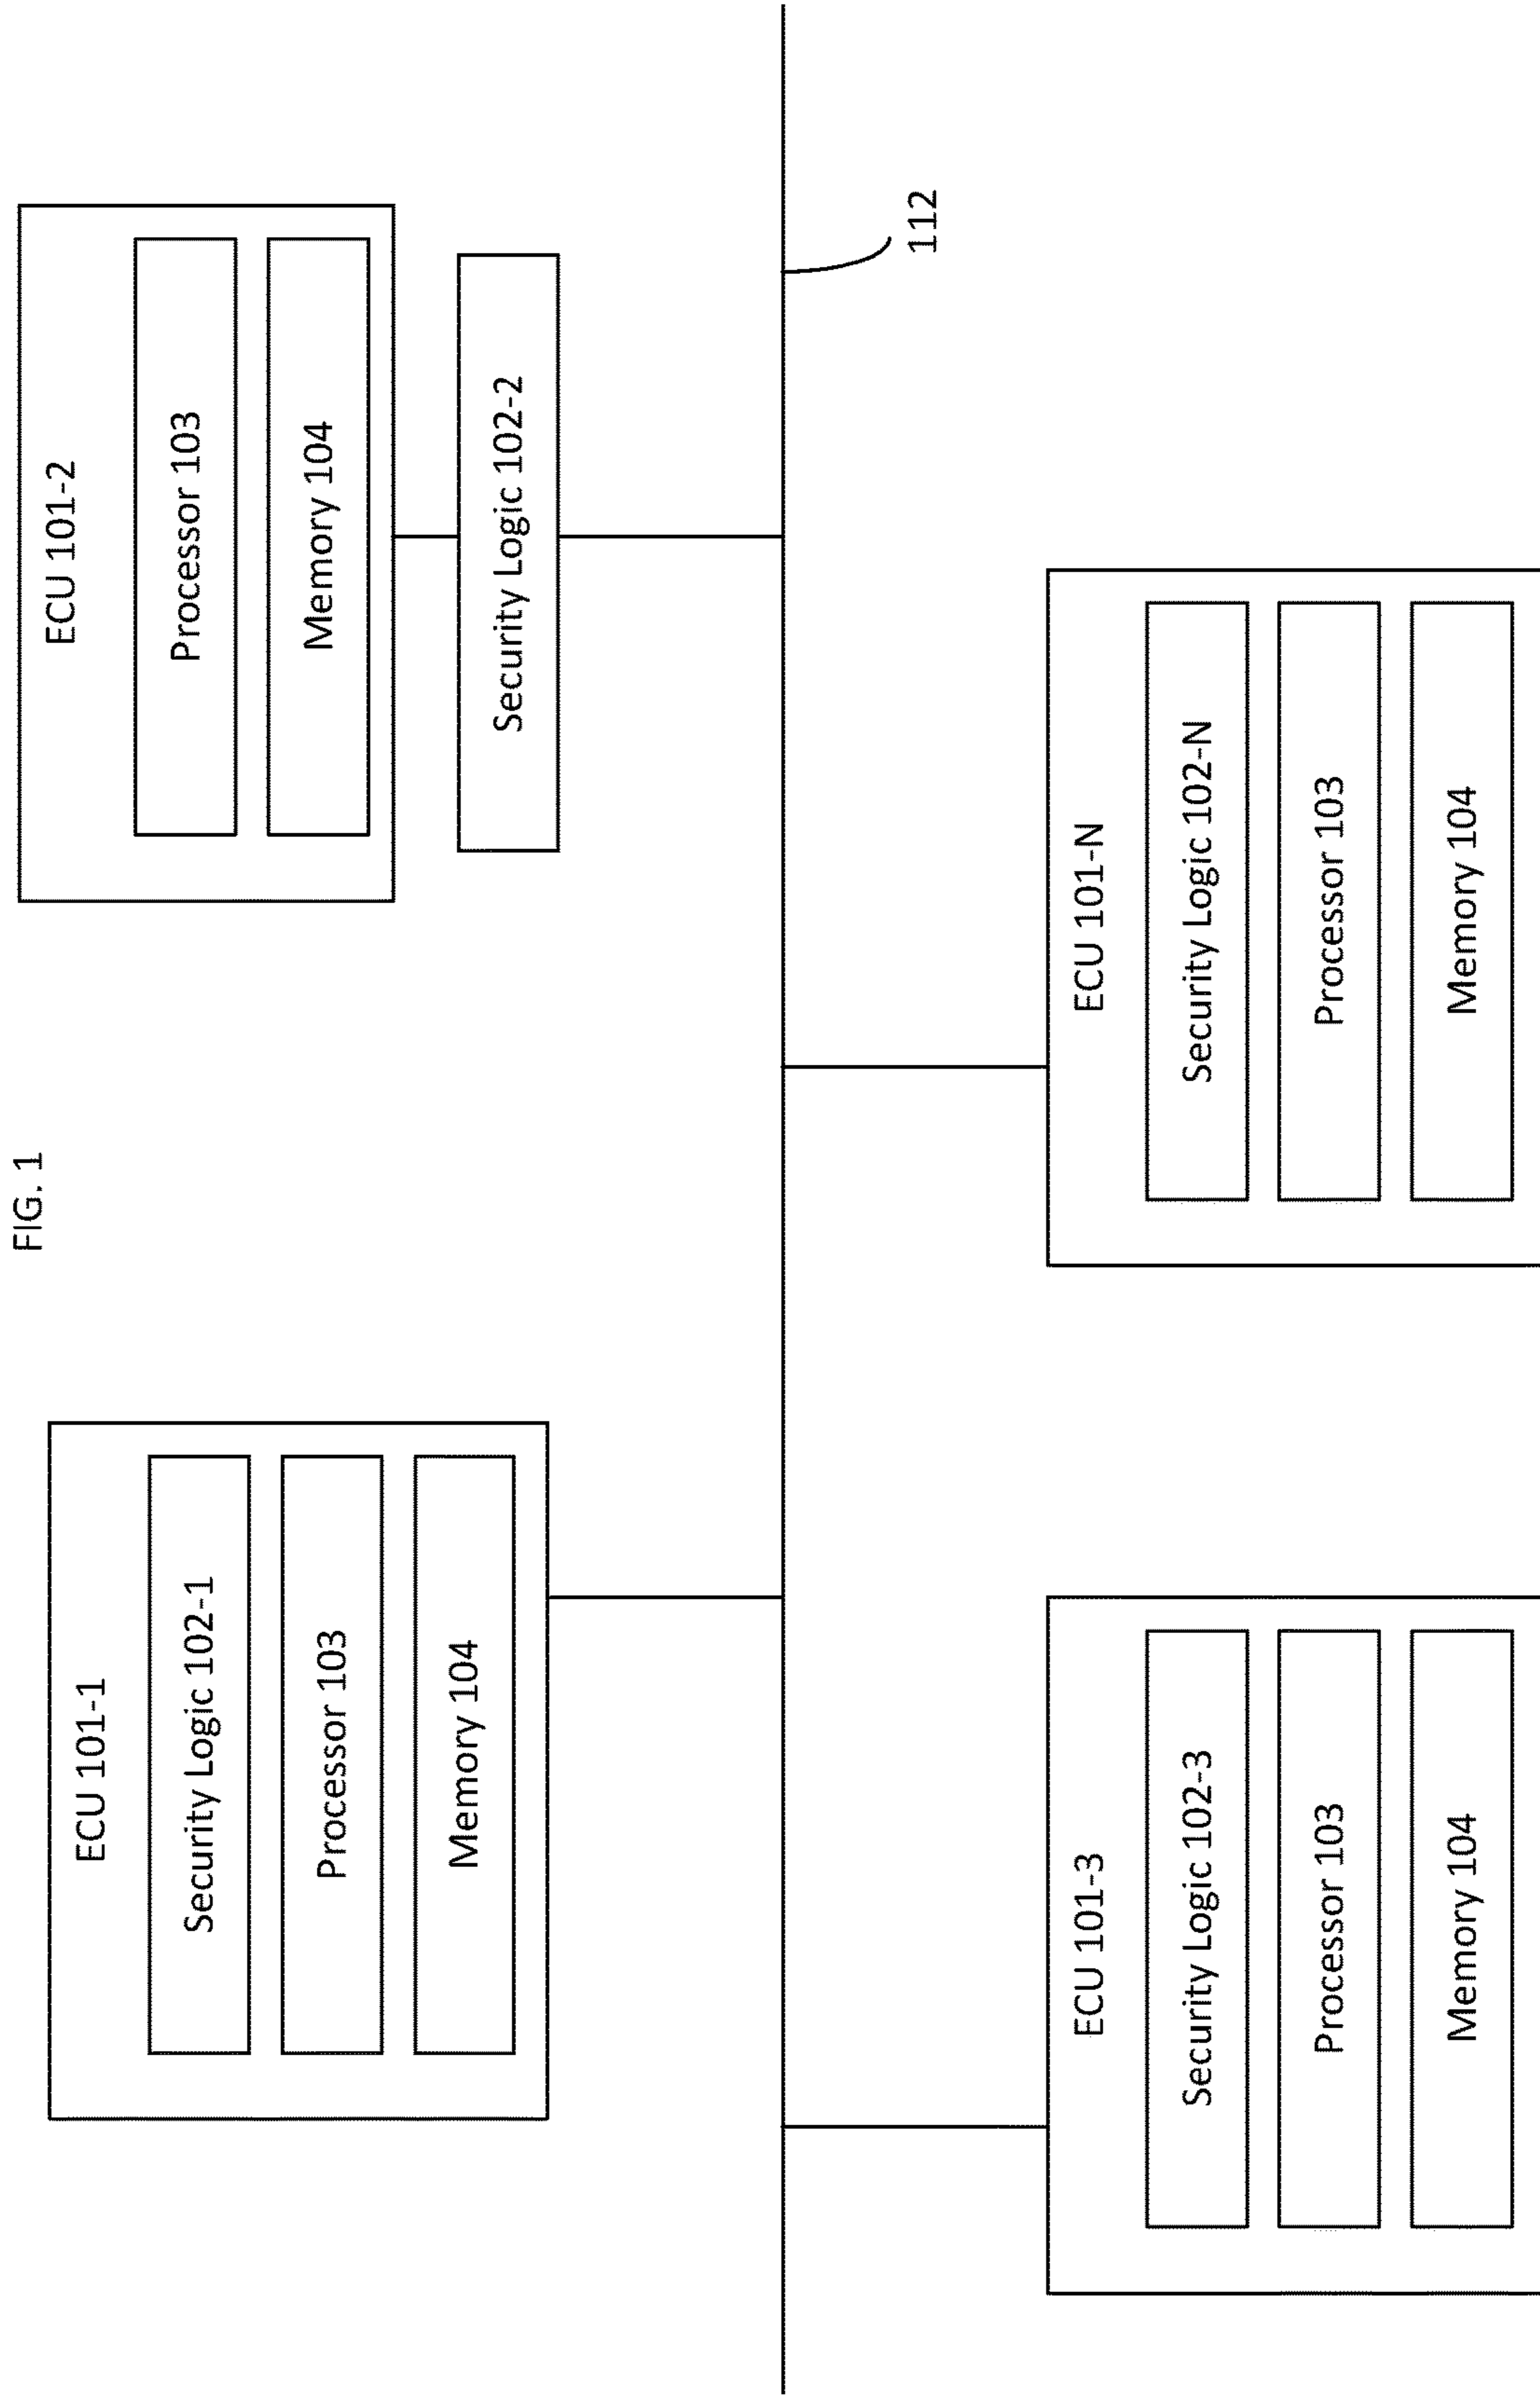 FIG. 1
ECU 101-1
Security Logic 102-1
Processor 103
Memory 104
ECU 101-2
Processor 103
Memory 104
Security Logic 102-2
112
ECU 101-3
Security Logic 102-3
Processor 103
Memory 104
ECU 101-N
Security Logic 102-N
Processor 103
Memory 104